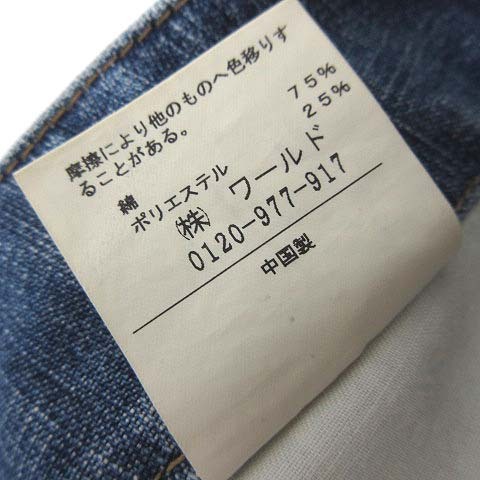 摩擦により他のものへ色移りす
ることがある。
綿 75%
ポリエステル 25%
㈱ ワールド
0120-977-917
中国製